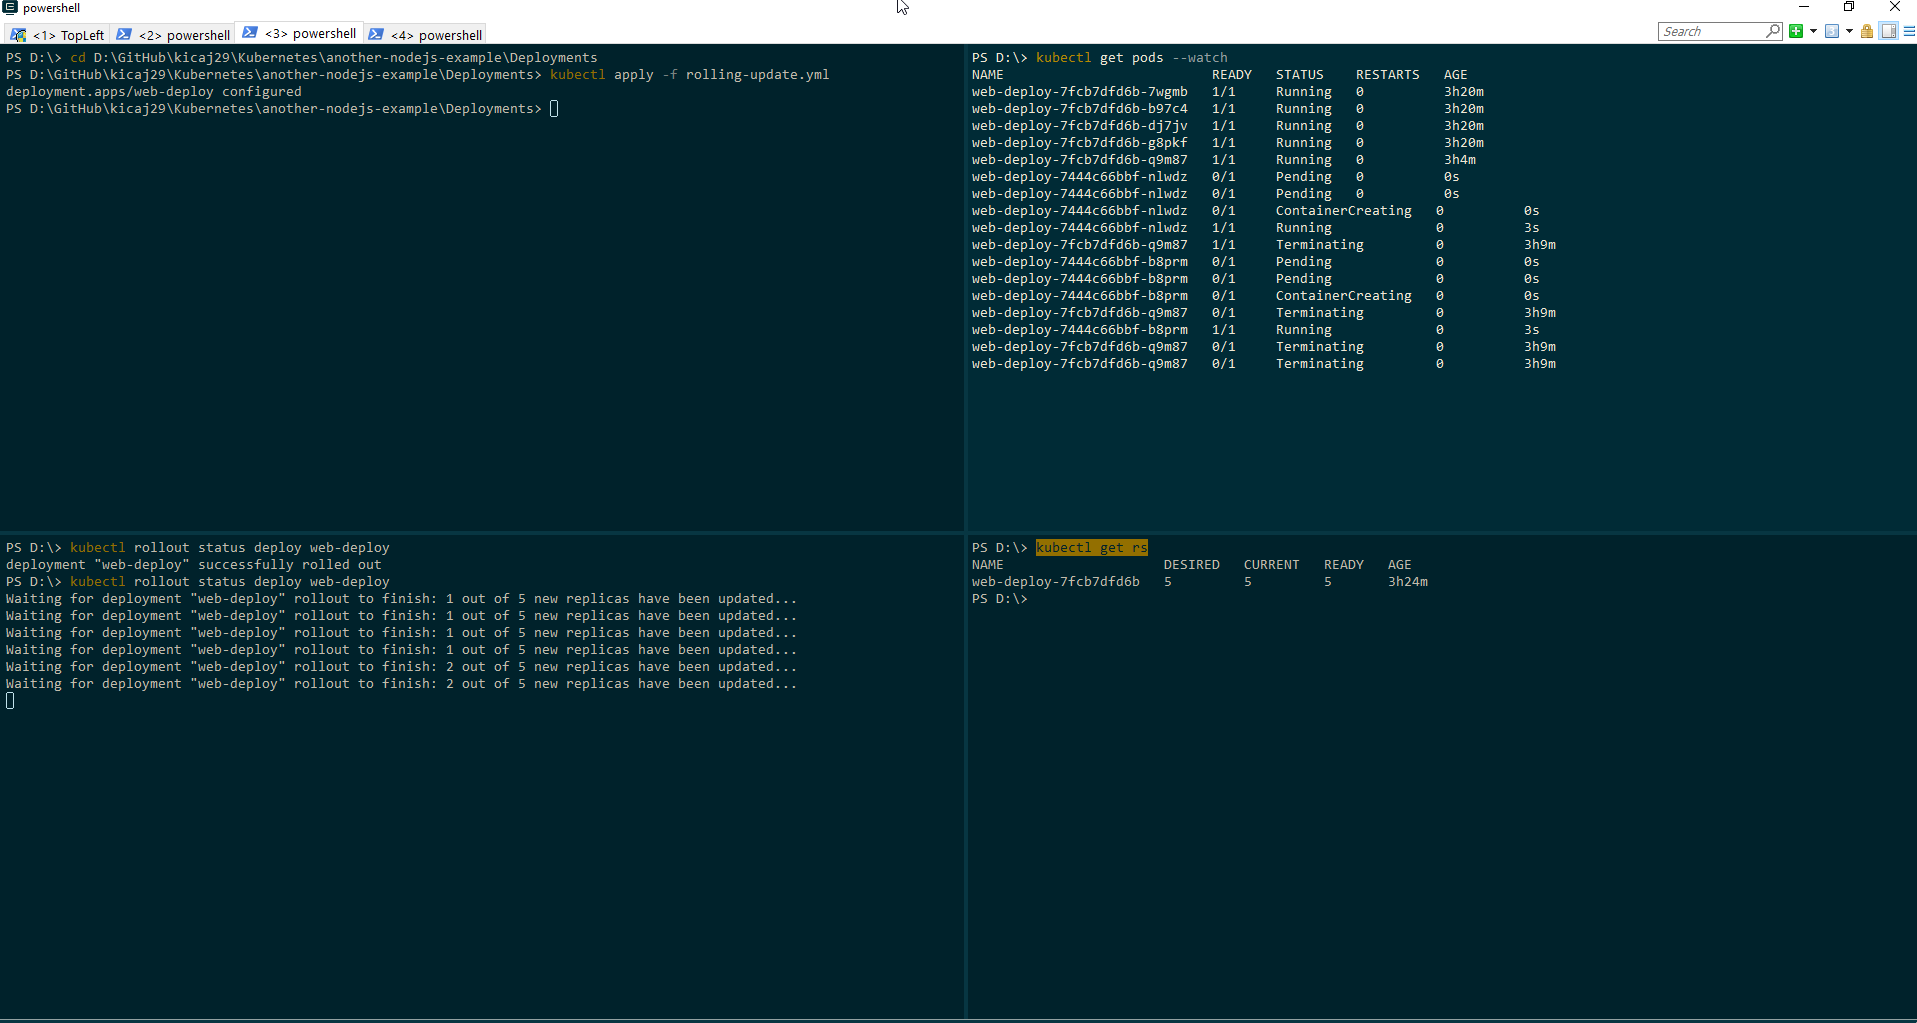 powershell
<1> TopLeft <2> powershell <3> powershell <4> powershell Search
PS D:\> cd D:\GitHub\kicaj29\Kubernetes\another-nodejs-example\Deployments
PS D:\GitHub\kicaj29\Kubernetes\another-nodejs-example\Deployments> kubectl apply -f rolling-update.yml
deployment.apps/web-deploy configured
PS D:\GitHub\kicaj29\Kubernetes\another-nodejs-example\Deployments>
PS D:\> kubectl get pods --watch
NAME READY STATUS RESTARTS AGE
web-deploy-7fcb7dfd6b-7wgmb 1/1 Running 0 3h20m
web-deploy-7fcb7dfd6b-b97c4 1/1 Running 0 3h20m
web-deploy-7fcb7dfd6b-dj7jv 1/1 Running 0 3h20m
web-deploy-7fcb7dfd6b-g8pkf 1/1 Running 0 3h20m
web-deploy-7fcb7dfd6b-q9m87 1/1 Running 0 3h4m
web-deploy-7444c66bbf-nlwdz 0/1 Pending 0 0s
web-deploy-7444c66bbf-nlwdz 0/1 Pending 0 0s
web-deploy-7444c66bbf-nlwdz 0/1 ContainerCreating 0 0s
web-deploy-7444c66bbf-nlwdz 1/1 Running 0 3s
web-deploy-7fcb7dfd6b-q9m87 1/1 Terminating 0 3h9m
web-deploy-7444c66bbf-b8prm 0/1 Pending 0 0s
web-deploy-7444c66bbf-b8prm 0/1 Pending 0 0s
web-deploy-7444c66bbf-b8prm 0/1 ContainerCreating 0 0s
web-deploy-7fcb7dfd6b-q9m87 0/1 Terminating 0 3h9m
web-deploy-7444c66bbf-b8prm 1/1 Running 0 3s
web-deploy-7fcb7dfd6b-q9m87 0/1 Terminating 0 3h9m
web-deploy-7fcb7dfd6b-q9m87 0/1 Terminating 0 3h9m
PS D:\> kubectl rollout status deploy web-deploy
deployment "web-deploy" successfully rolled out
PS D:\> kubectl rollout status deploy web-deploy
Waiting for deployment "web-deploy" rollout to finish: 1 out of 5 new replicas have been updated...
Waiting for deployment "web-deploy" rollout to finish: 1 out of 5 new replicas have been updated...
Waiting for deployment "web-deploy" rollout to finish: 1 out of 5 new replicas have been updated...
Waiting for deployment "web-deploy" rollout to finish: 1 out of 5 new replicas have been updated...
Waiting for deployment "web-deploy" rollout to finish: 2 out of 5 new replicas have been updated...
Waiting for deployment "web-deploy" rollout to finish: 2 out of 5 new replicas have been updated...
PS D:\> kubectl get rs
NAME DESIRED CURRENT READY AGE
web-deploy-7fcb7dfd6b 5 5 5 3h24m
PS D:\>